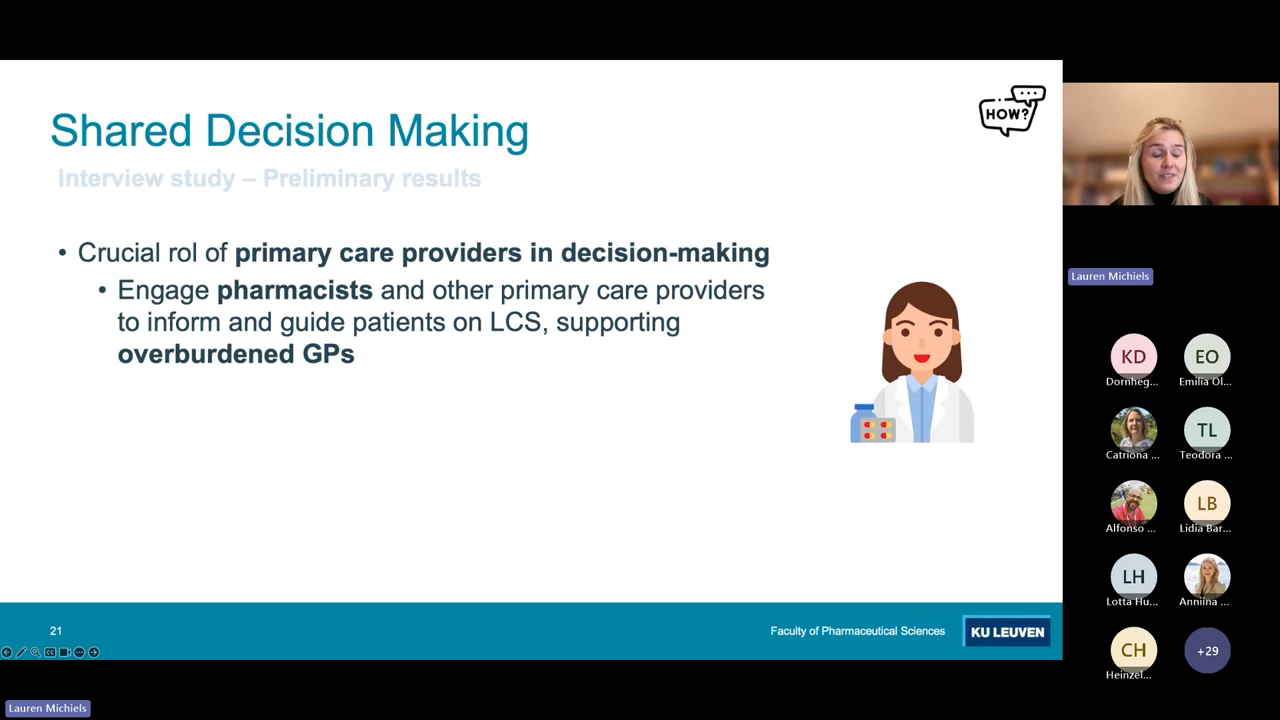 Shared Decision Making
HOW?
Interview study – Preliminary results
• Crucial rol of primary care providers in decision-making
• Engage pharmacists and other primary care providers
to inform and guide patients on LCS, supporting
overburdened GPs
21
Faculty of Pharmaceutical Sciences
KU LEUVEN
Lauren Michiels
Lauren Michiels
KD
EO
Dornheg...
Emilia Ol...
Catriona ...
TL
Teodora ...
Alfonso ...
LB
Lidia Bar...
LH
Lotta Hu...
Anniina ...
CH
Heinzel...
+29